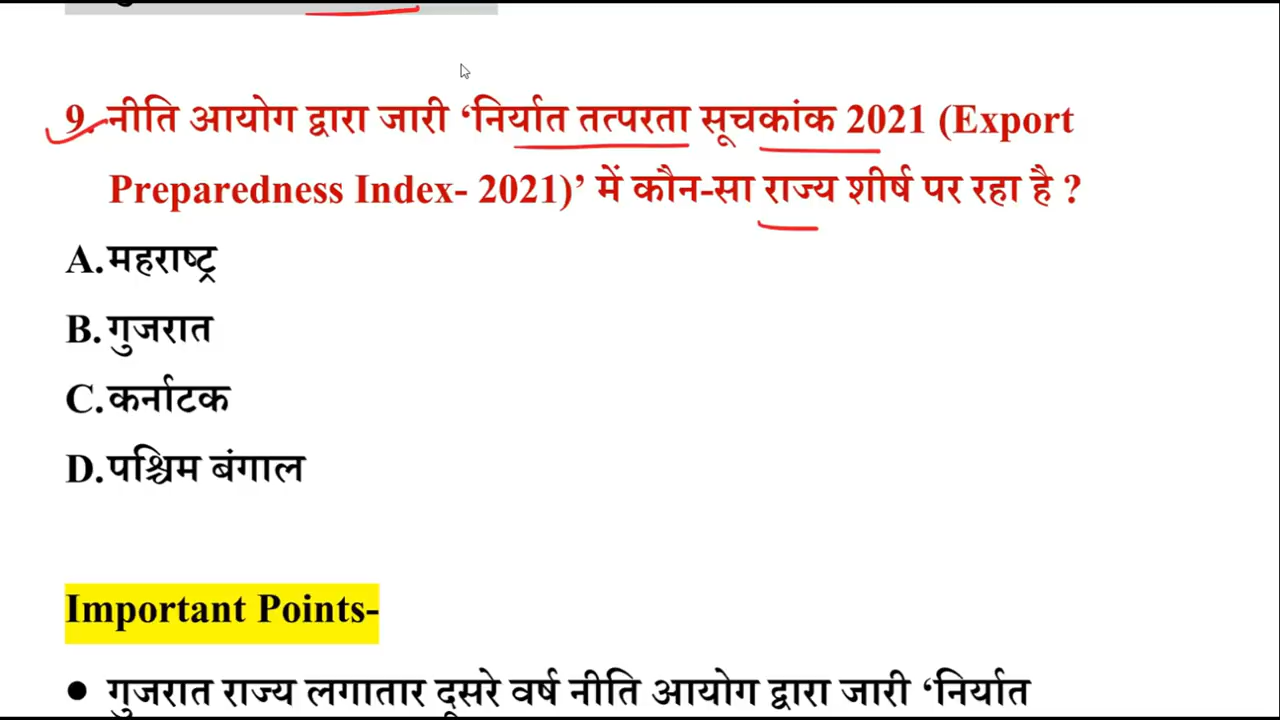 9. नीति आयोग द्वारा जारी ‘निर्यात तत्परता सूचकांक 2021 (Export
Preparedness Index- 2021)’ में कौन-सा राज्य शीर्ष पर रहा है ?
A. महराष्ट्र
B. गुजरात
C. कर्नाटक
D. पश्चिम बंगाल
Important Points-
● गुजरात राज्य लगातार दूसरे वर्ष नीति आयोग द्वारा जारी ‘निर्यात